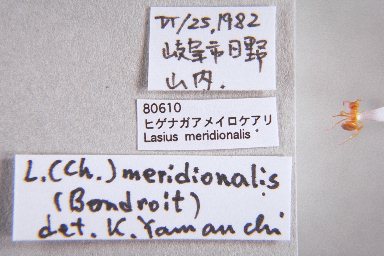 VI/25,1982
岐阜市日野
山内.
80610
ヒゲナガアメイロケアリ
Lasius meridionalis
L.(Ch.) meridionalis
(Bondroit)
det. K. Yamauchi